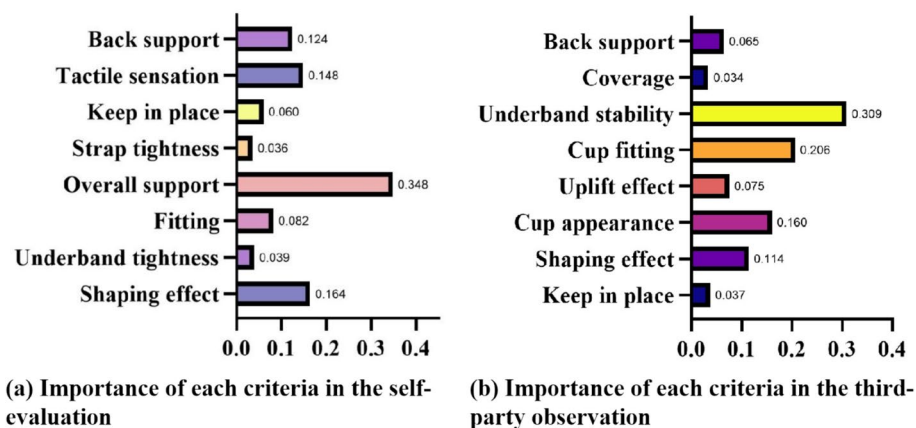 Back support 0.124
Tactile sensation 0.148
Keep in place 0.060
Strap tightness 0.036
Overall support 0.348
Fitting 0.082
Underband tightness 0.039
Shaping effect 0.164
0.0 0.1 0.2 0.3 0.4
(a) Importance of each criteria in the self-
evaluation
Back support 0.065
Coverage 0.034
Underband stability 0.309
Cup fitting 0.206
Uplift effect 0.075
Cup appearance 0.160
Shaping effect 0.114
Keep in place 0.037
0.0 0.1 0.2 0.3 0.4
(b) Importance of each criteria in the third-
party observation